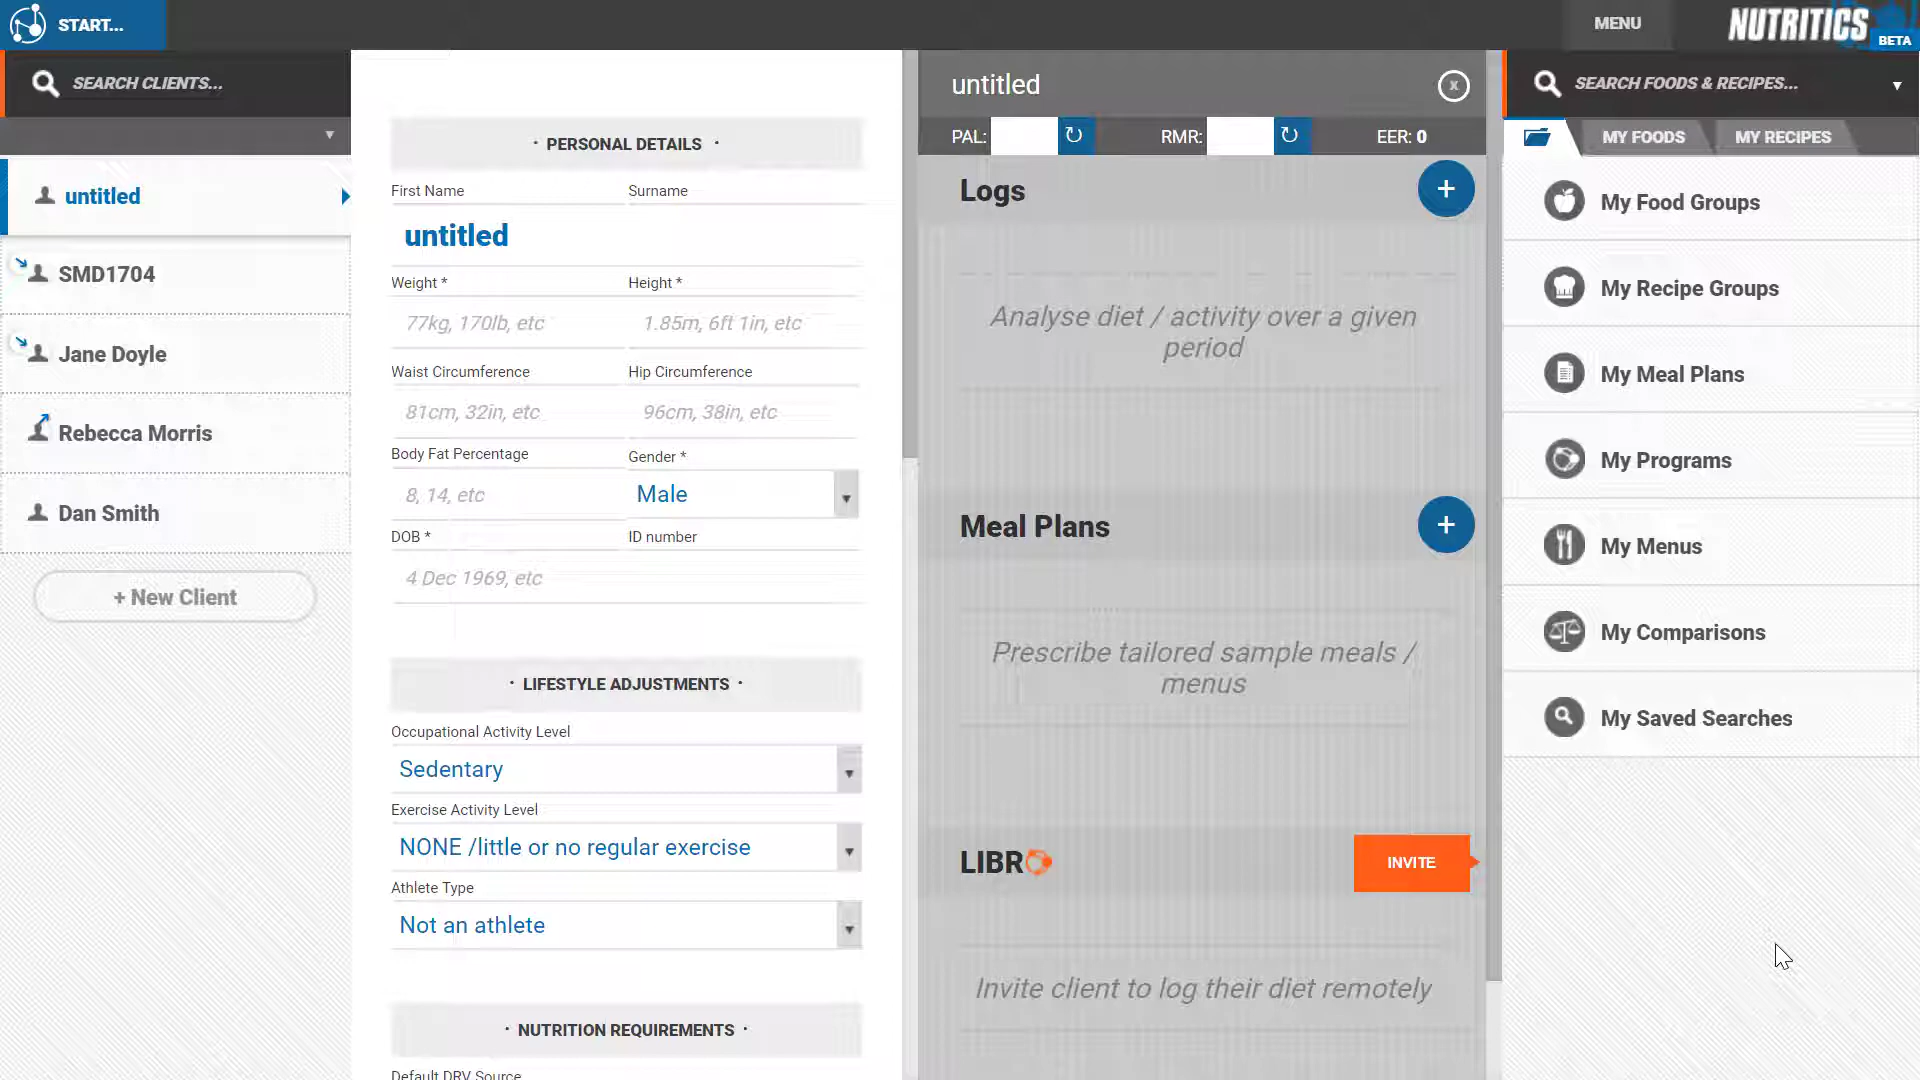 START...
MENU
NUTRITICS
BETA
SEARCH CLIENTS...
untitled
SMD1704
Jane Doyle
Rebecca Morris
Dan Smith
+ New Client
· PERSONAL DETAILS ·
First Name
Surname
untitled
Weight *
Height *
77kg, 170lb, etc
1.85m, 6ft 1in, etc
Waist Circumference
Hip Circumference
81cm, 32in, etc
96cm, 38in, etc
Body Fat Percentage
Gender *
8, 14, etc
Male
DOB *
ID number
4 Dec 1969, etc
· LIFESTYLE ADJUSTMENTS ·
Occupational Activity Level
Sedentary
Exercise Activity Level
NONE /little or no regular exercise
Athlete Type
Not an athlete
· NUTRITION REQUIREMENTS ·
Default DRV Source
untitled
x
PAL:
RMR:
EER: 0
Logs
+
Analyse diet / activity over a given
period
Meal Plans
+
Prescribe tailored sample meals /
menus
LIBRO
INVITE
Invite client to log their diet remotely
SEARCH FOODS & RECIPES...
MY FOODS
MY RECIPES
My Food Groups
My Recipe Groups
My Meal Plans
My Programs
My Menus
My Comparisons
My Saved Searches